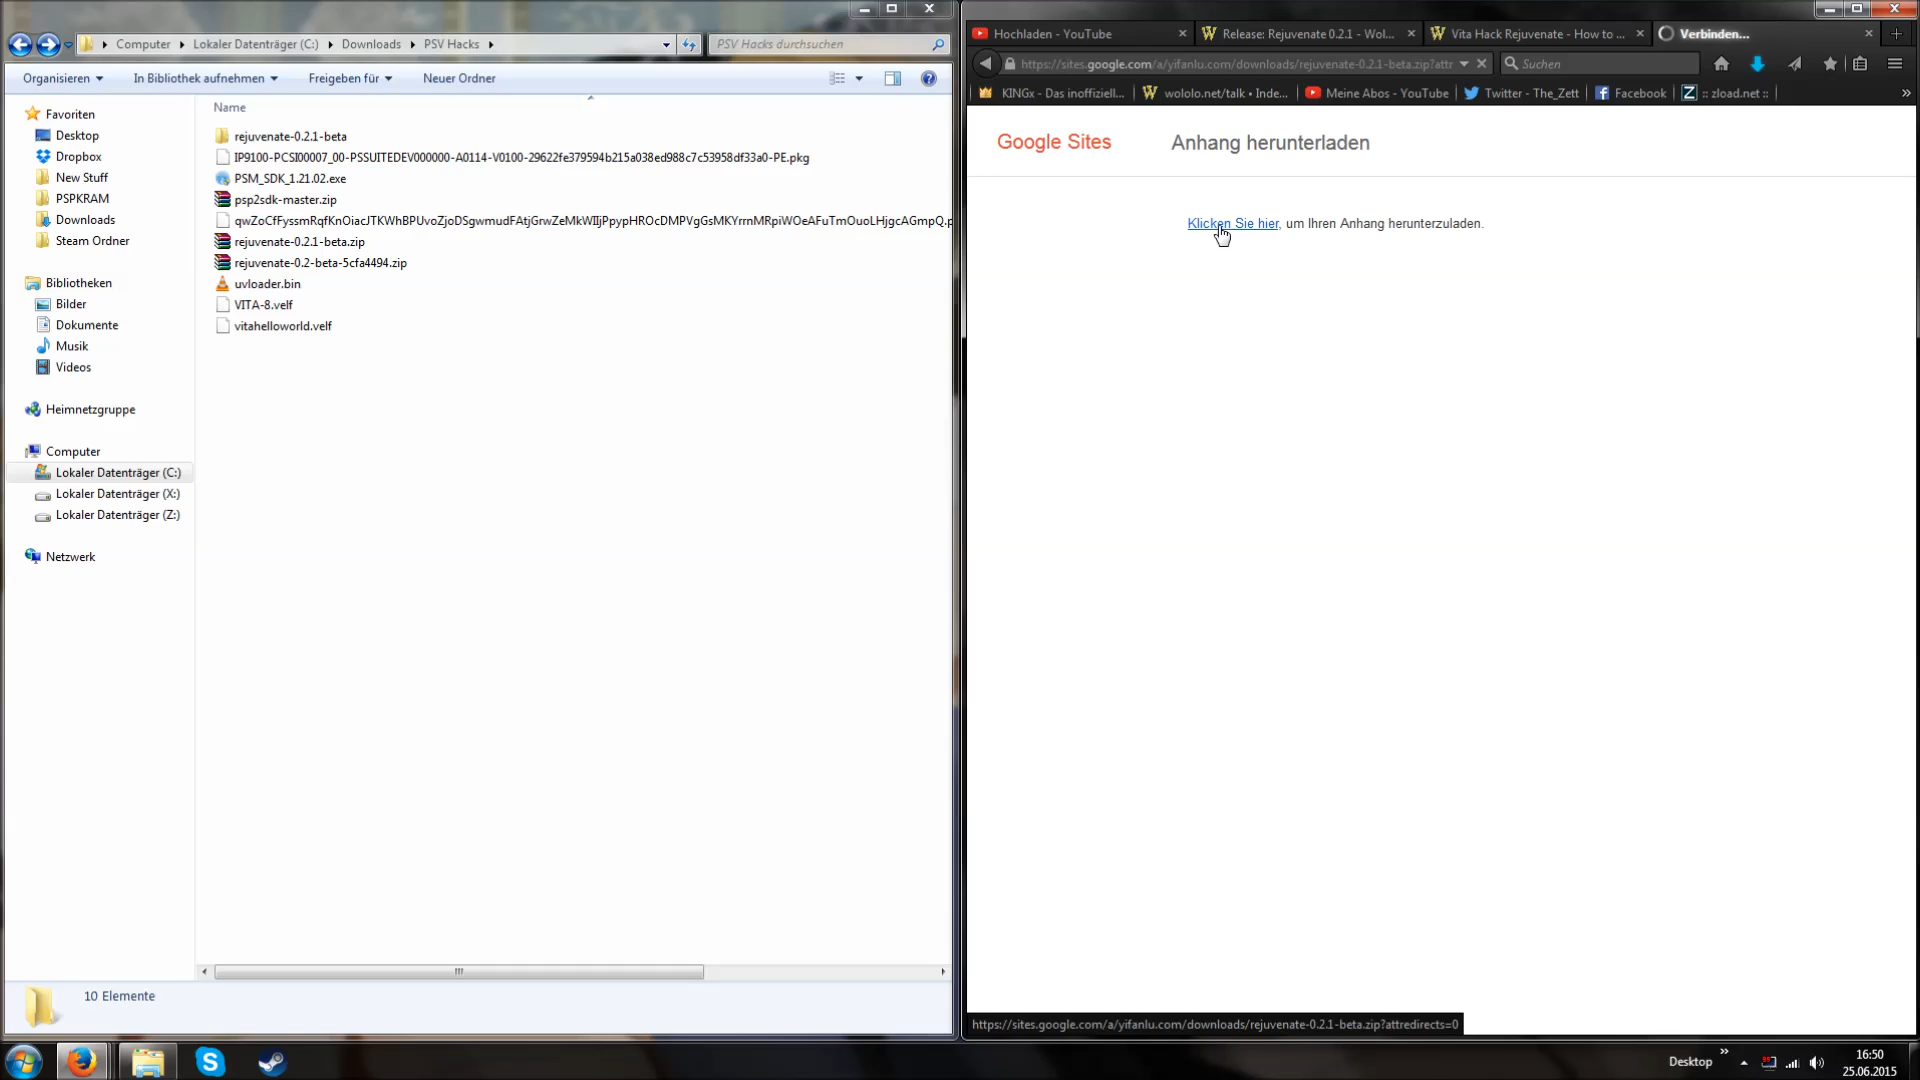 Computer
Lokaler Datenträger (C:)
Downloads
PSV Hacks
PSV Hacks durchsuchen
Organisieren
In Bibliothek aufnehmen
Freigeben für
Neuer Ordner
Favoriten
Desktop
Dropbox
New Stuff
PSPKRAM
Downloads
Steam Ordner
Bibliotheken
Bilder
Dokumente
Musik
Videos
Heimnetzgruppe
Computer
Lokaler Datenträger (C:)
Lokaler Datenträger (X:)
Lokaler Datenträger (Z:)
Netzwerk
Name
rejuvenate-0.2.1-beta
IP9100-PCSI00007_00-PSSUITEDEV000000-A0114-V0100-29622fe379594b215a038ed988c7c53958df33a0-PE.pkg
PSM_SDK_1.21.02.exe
psp2sdk-master.zip
qwZoCfFyssmRqfKnOiacJTKWhBPUvoZjoDSgwmudFAtjGrwZeMkWIIjPpypHROcDMPVgGsMKYrrnMRpiWOeAFuTmOuoLHjgcAGmpQ.p
rejuvenate-0.2.1-beta.zip
rejuvenate-0.2-beta-5cfa4494.zip
uvloader.bin
VITA-8.velf
vitahelloworld.velf
10 Elemente
Hochladen - YouTube
Release: Rejuvenate 0.2.1 - Wol...
Vita Hack Rejuvenate - How to ...
Verbinden...
https://sites.google.com/a/yifanlu.com/downloads/rejuvenate-0.2.1-beta.zip?attr
Suchen
KINGx - Das inoffiziell...
wololo.net/talk • Inde...
Meine Abos - YouTube
Twitter - The_Zett
Facebook
:: zload.net ::
Google Sites
Anhang herunterladen
Klicken Sie hier, um Ihren Anhang herunterzuladen.
https://sites.google.com/a/yifanlu.com/downloads/rejuvenate-0.2.1-beta.zip?attredirects=0
Desktop
16:50
25.06.2015